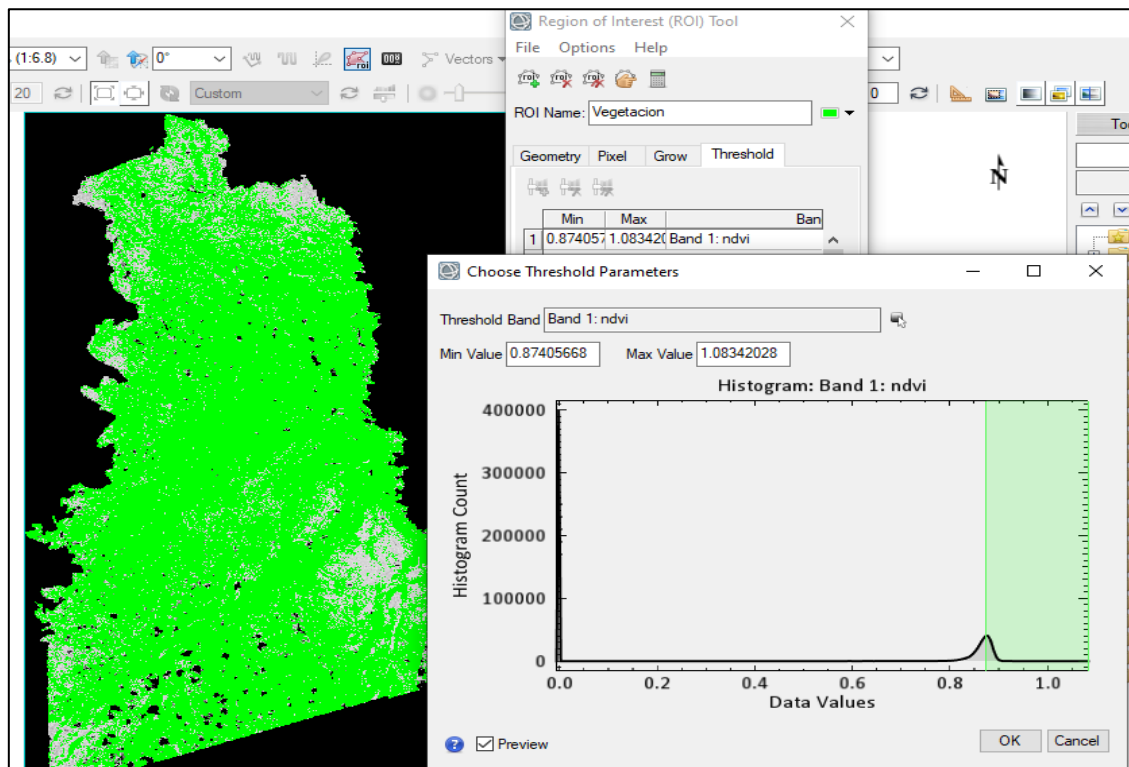 Region of Interest (ROI) Tool
File Options Help
(1:6.8) 0° Vectors
20 Custom 0
ROI Name: Vegetacion
Geometry Pixel Grow Threshold
Min Max Ban
1 0.874057 1.083420 Band 1: ndvi
N
Choose Threshold Parameters
Threshold Band Band 1: ndvi
Min Value 0.87405668 Max Value 1.08342028
Histogram: Band 1: ndvi
400000
300000
200000
100000
0
Histogram Count
0.0 0.2 0.4 0.6 0.8 1.0
Data Values
Preview
OK Cancel